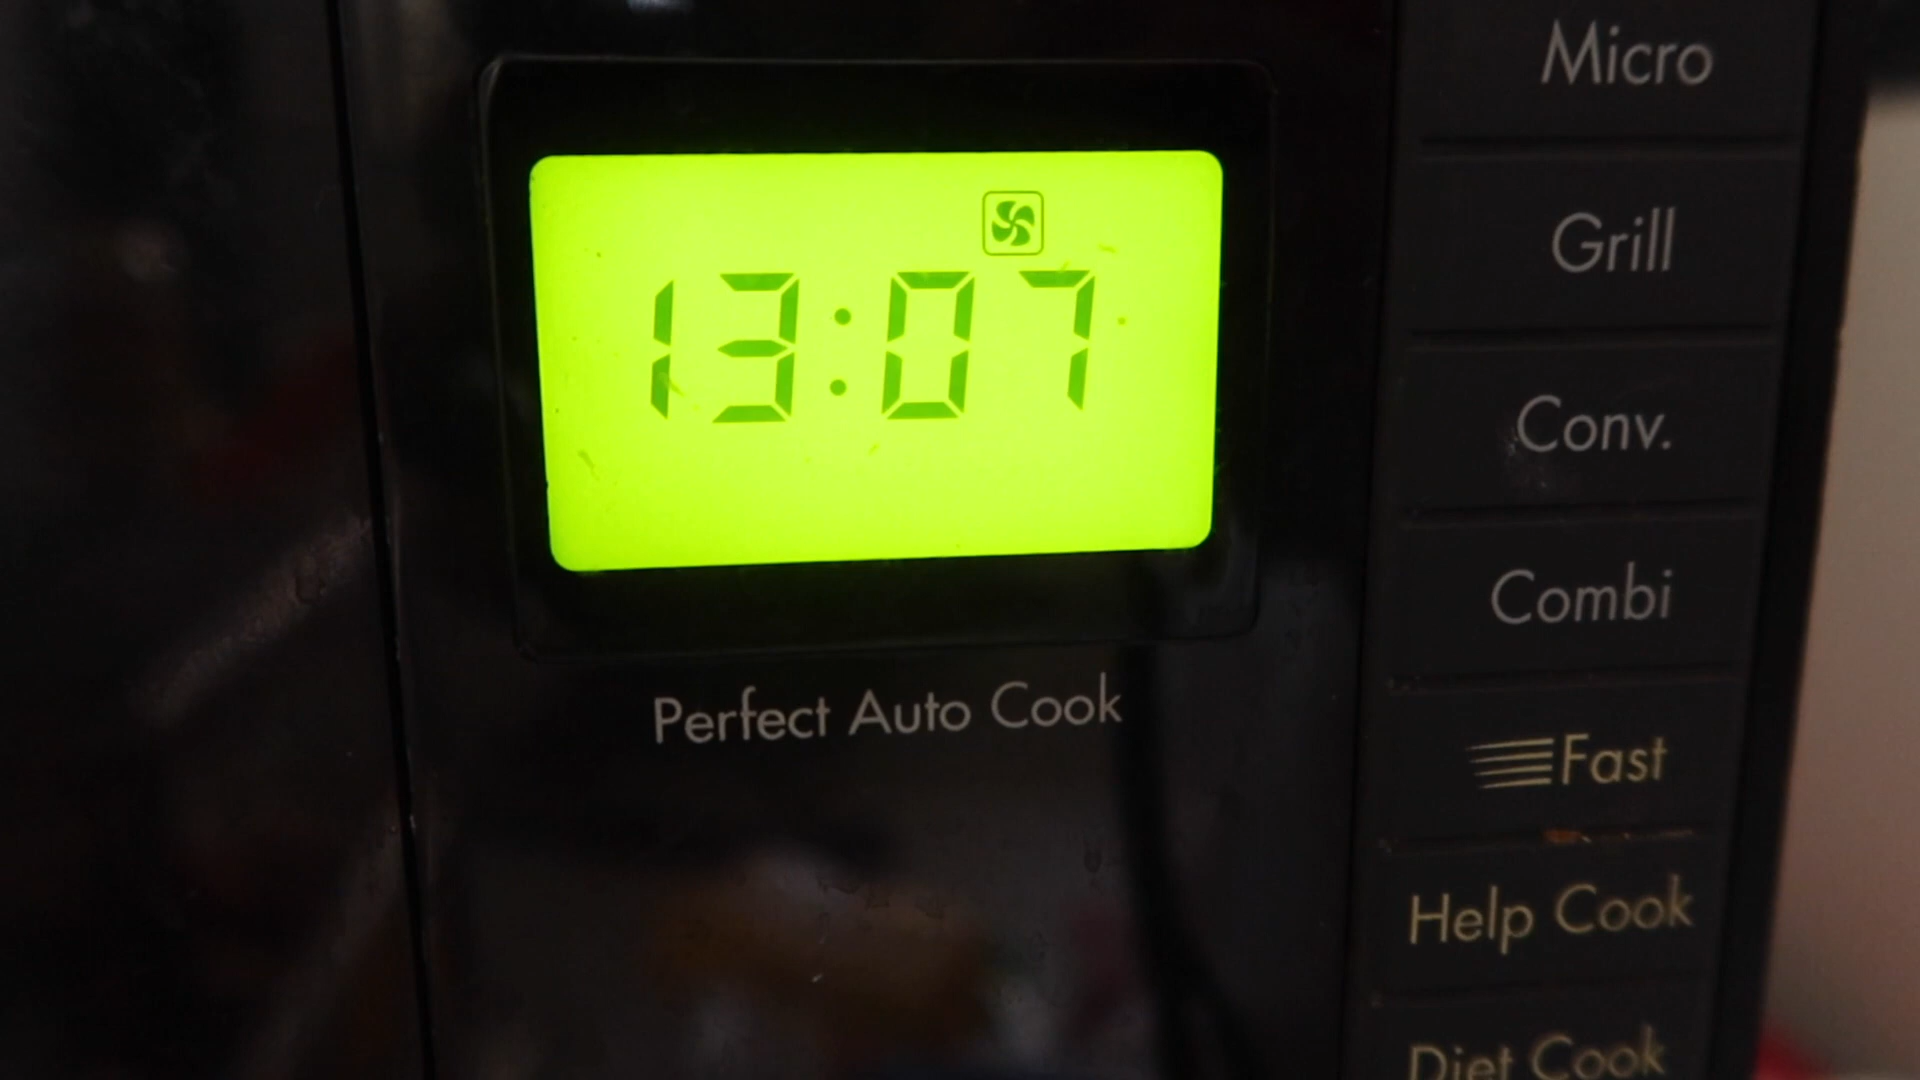 13:07
Perfect Auto Cook
Micro
Grill
Conv.
Combi
Fast
Help Cook
Diet Cook